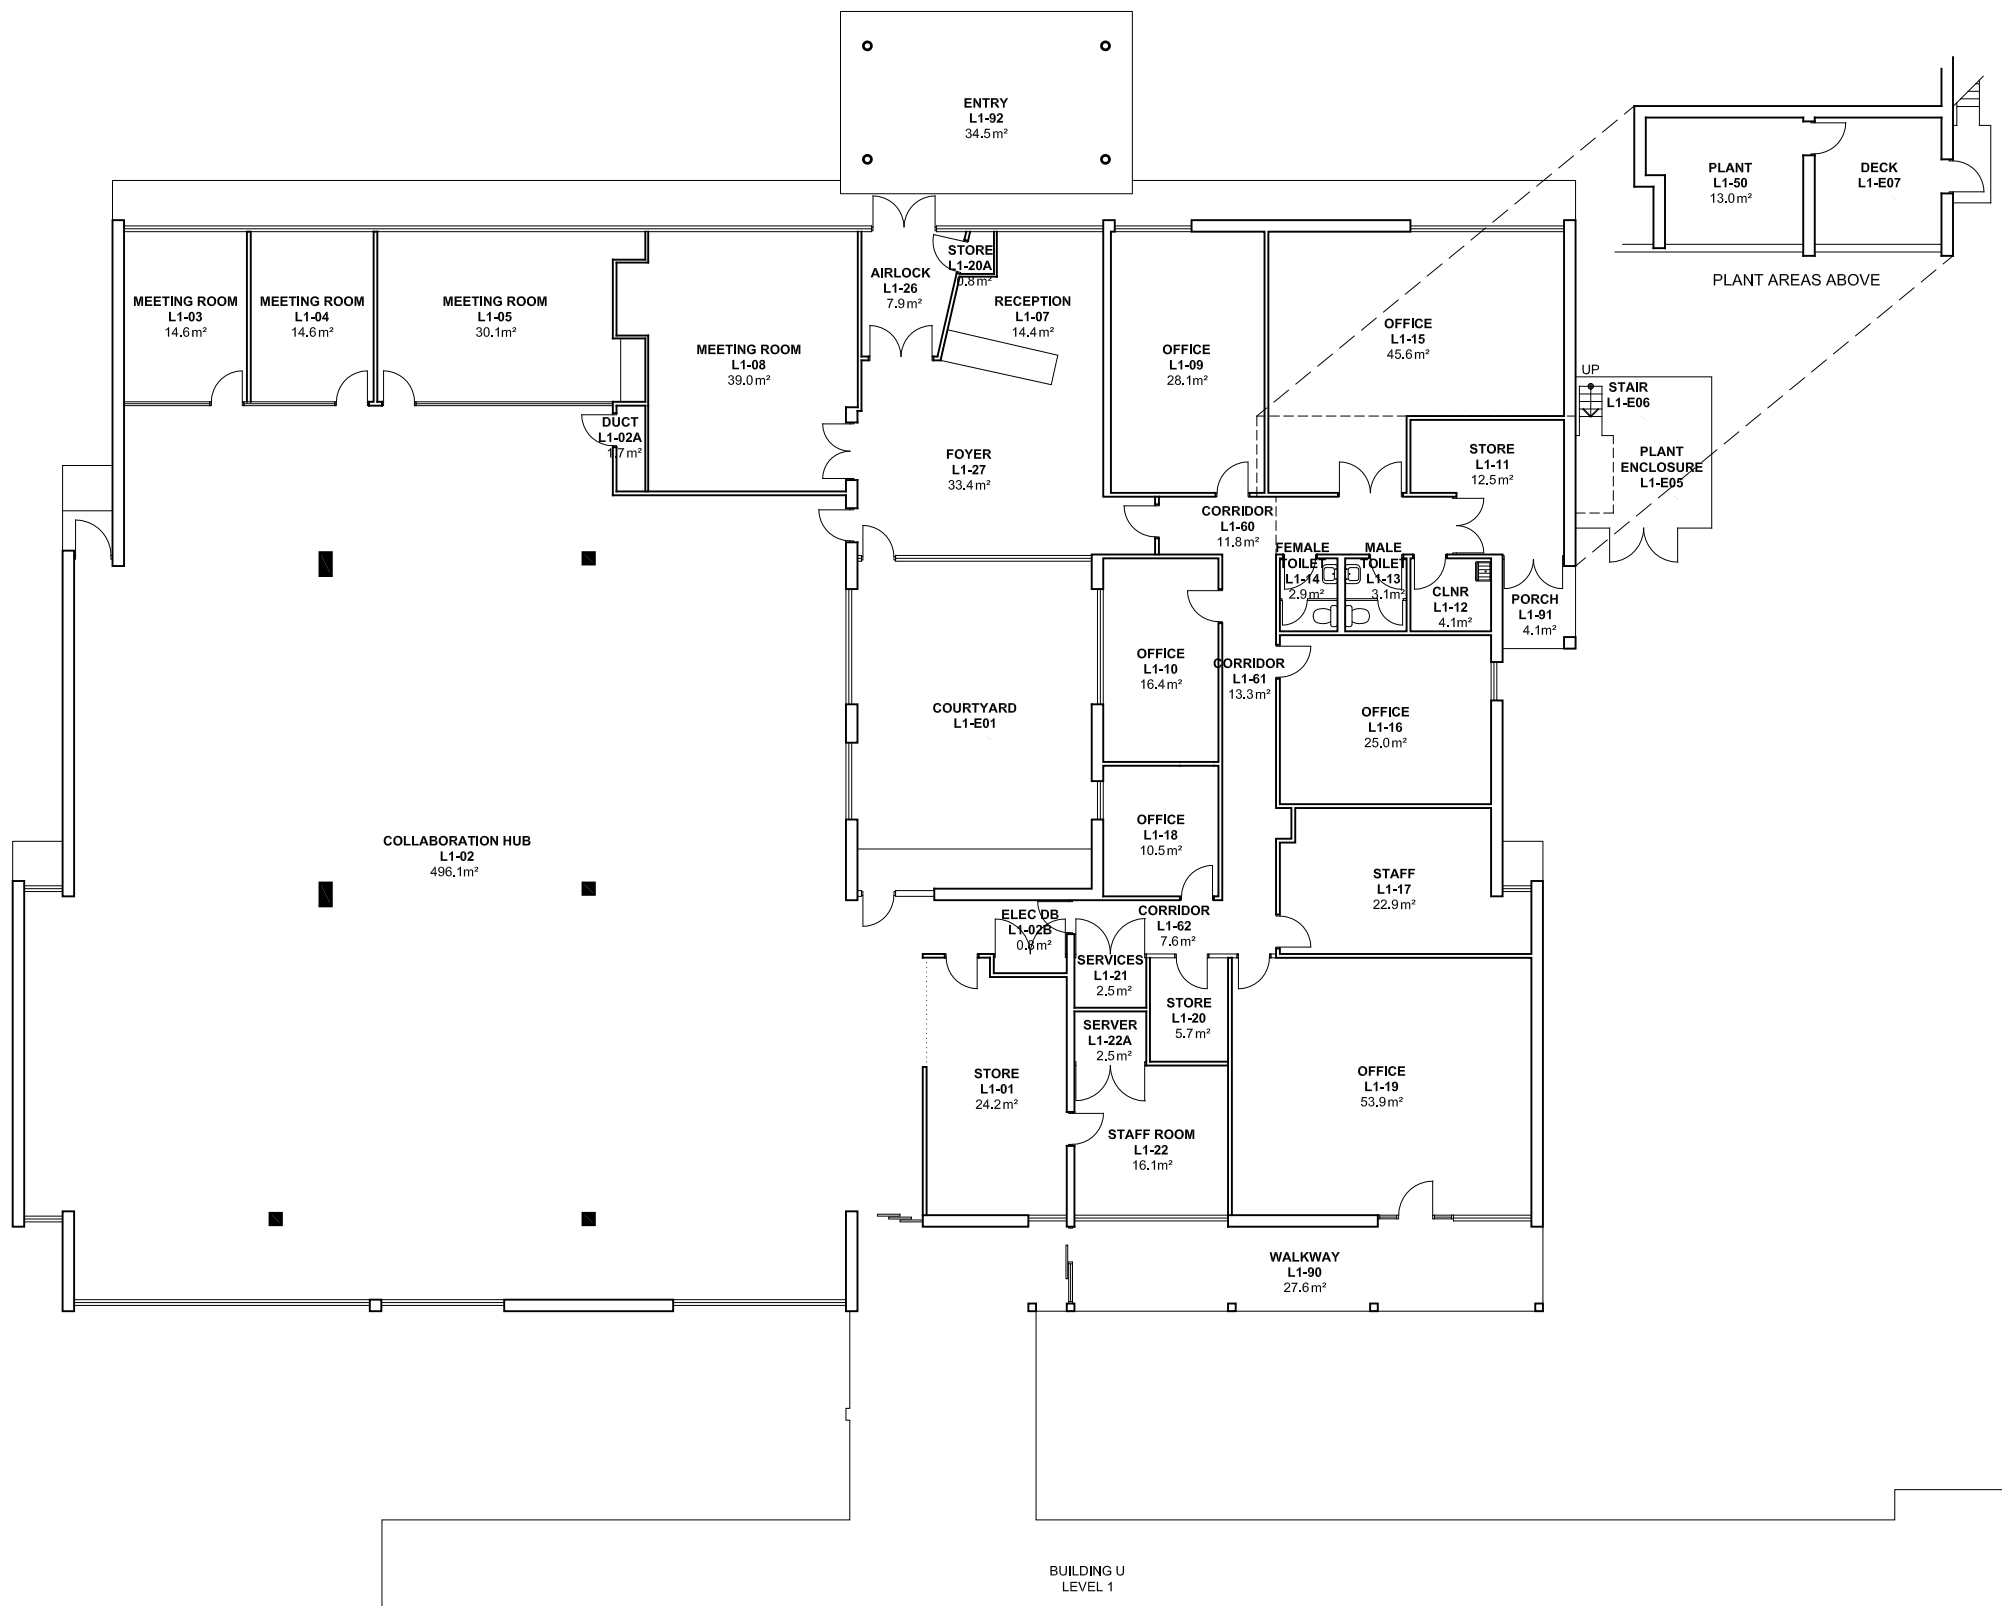 ENTRY
L1-92
34.5m²
PLANT
L1-50
13.0m²
DECK
L1-E07
PLANT AREAS ABOVE
MEETING ROOM
L1-03
14.6m²
MEETING ROOM
L1-04
14.6m²
MEETING ROOM
L1-05
30.1m²
MEETING ROOM
L1-08
39.0m²
AIRLOCK
L1-26
7.9m²
STORE
L1-20A
0.8m²
RECEPTION
L1-07
14.4m²
OFFICE
L1-09
28.1m²
OFFICE
L1-15
45.6m²
UP
STAIR
L1-E06
PLANT
ENCLOSURE
L1-E05
DUCT
L1-02A
1.7m²
FOYER
L1-27
33.4m²
STORE
L1-11
12.5m²
CORRIDOR
L1-60
11.8m²
FEMALE
TOILET
L1-14
2.9m²
MALE
TOILET
L1-13
3.1m²
CLNR
L1-12
4.1m²
PORCH
L1-91
4.1m²
OFFICE
L1-10
16.4m²
CORRIDOR
L1-61
13.3m²
COURTYARD
L1-E01
OFFICE
L1-16
25.0m²
COLLABORATION HUB
L1-02
496.1m²
OFFICE
L1-18
10.5m²
STAFF
L1-17
22.9m²
ELEC DB
L1-02B
0.8m²
CORRIDOR
L1-62
7.6m²
SERVICES
L1-21
2.5m²
STORE
L1-20
5.7m²
SERVER
L1-22A
2.5m²
STORE
L1-01
24.2m²
OFFICE
L1-19
53.9m²
STAFF ROOM
L1-22
16.1m²
WALKWAY
L1-90
27.6m²
BUILDING U
LEVEL 1